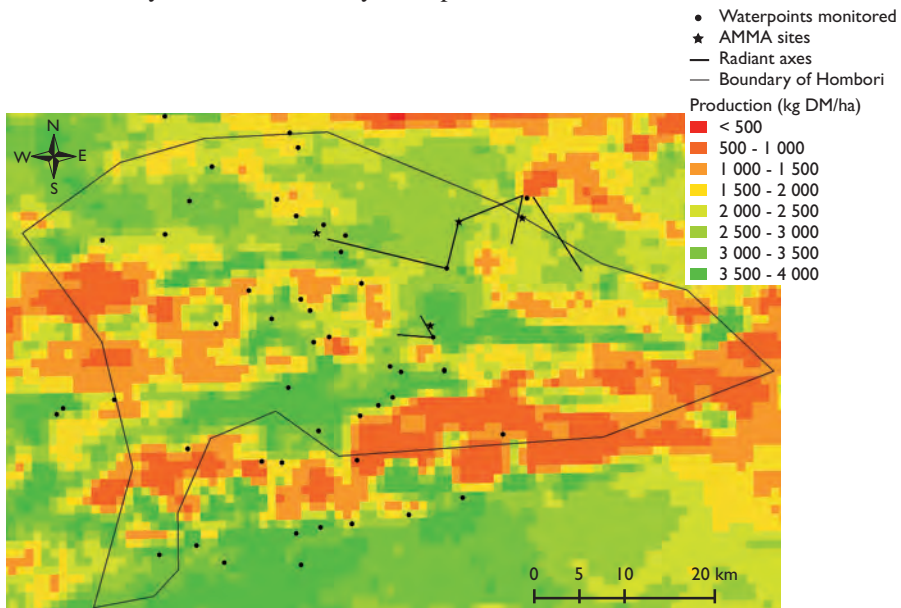 Waterpoints monitored
AMMA sites
Radiant axes
Boundary of Hombori
Production (kg DM/ha)
< 500
500 - 1 000
1 000 - 1 500
1 500 - 2 000
2 000 - 2 500
2 500 - 3 000
3 000 - 3 500
3 500 - 4 000
N
W E
S
0 5 10 20 km